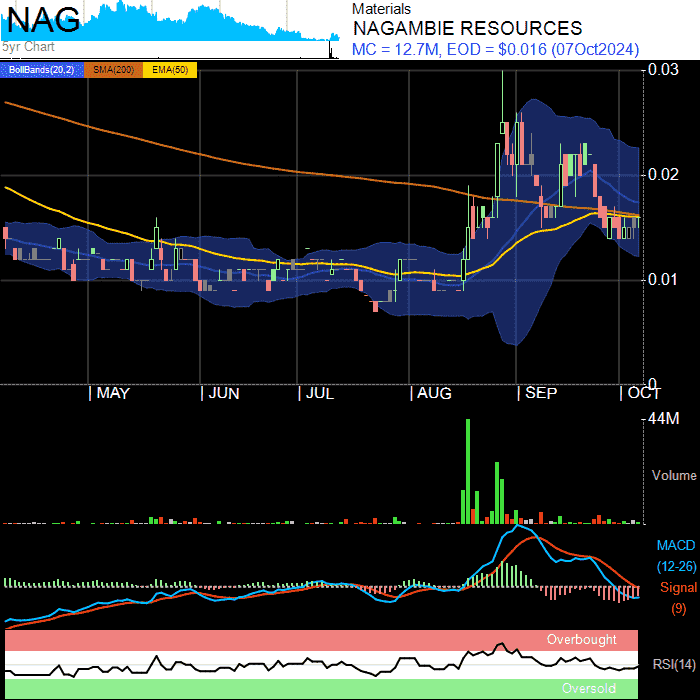 NAG
5yr Chart
Materials
NAGAMBIE RESOURCES
MC = 12.7M, EOD = $0.016 (07Oct2024)
BollBands(20,2) SMA(200) EMA(50)
0.03
0.02
0.01
0
MAY JUN JUL AUG SEP OCT
44M
Volume
MACD
(12-26)
Signal
(9)
Overbought
RSI(14)
Oversold